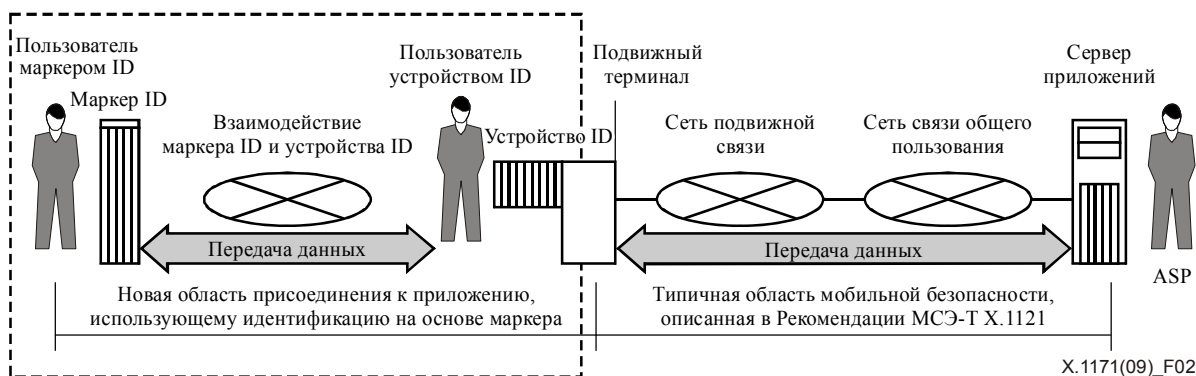 Пользователь
маркером ID
Маркер ID
Взаимодействие
маркера ID и устройства ID
Пользователь
устройством ID
Устройство ID
Подвижный
терминал
Сеть подвижной
связи
Сеть связи общего
пользования
Сервер
приложений
Передача данных
Передача данных
ASP
Новая область присоединения к приложению,
использующему идентификацию на основе маркера
Типичная область мобильной безопасности,
описанная в Рекомендации МСЭ-Т X.1121
X.1171(09)_F02